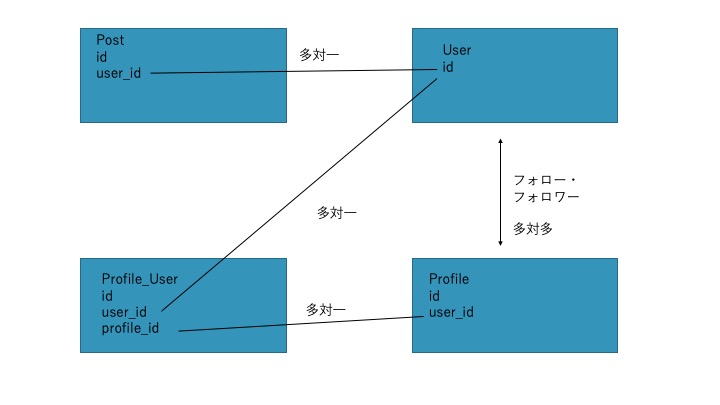 Post
id
user_id
多対一
User
id
フォロー・
フォロワー
多対多
多対一
Profile_User
id
user_id
profile_id
多対一
Profile
id
user_id